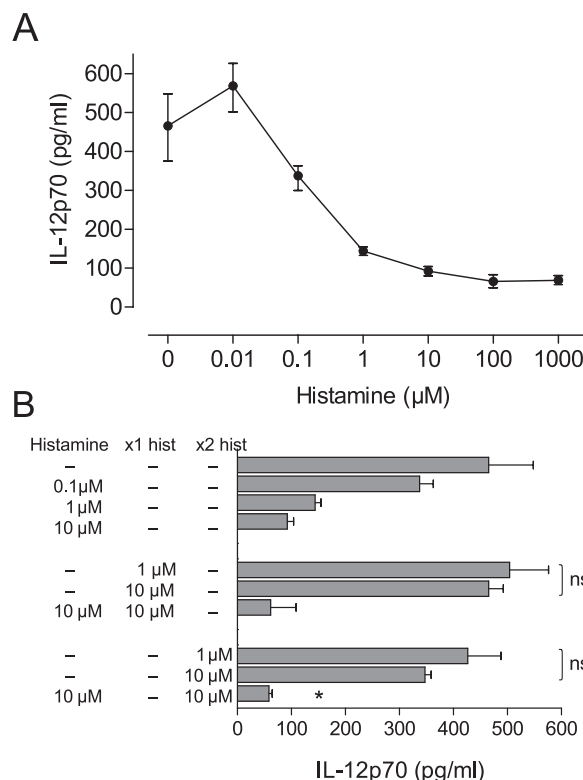 A
600
500
400
300
200
100
0
IL-12p70 (pg/ml)
0 0.01 0.1 1 10 100 1000
Histamine (µM)
B
Histamine x1 hist x2 hist
– – –
0.1µM – –
1 µM – –
10 µM – –
– 1 µM –
– 10 µM –
10 µM 10 µM –
ns
– – 1µM
– – 10 µM
10 µM – 10 µM *
ns
0 100 200 300 400 500 600
IL-12p70 (pg/ml)